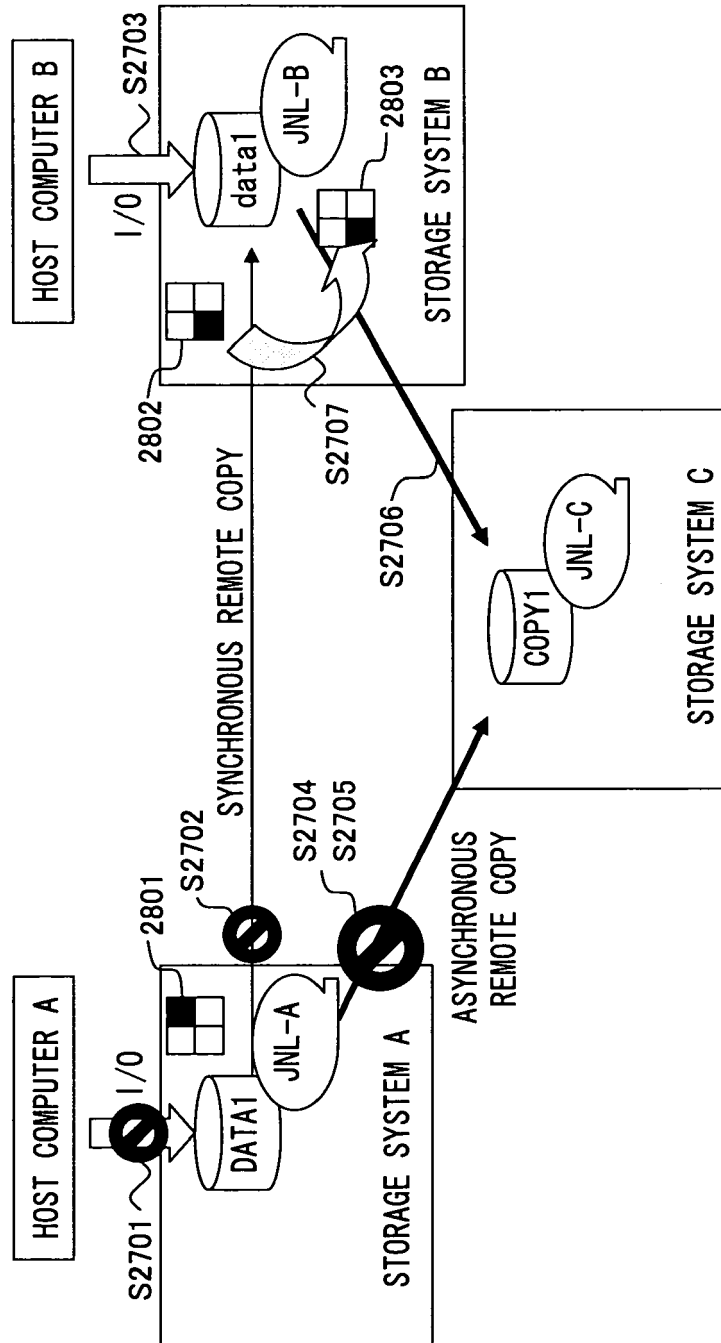 HOST COMPUTER A
HOST COMPUTER B
S2701
I/O
2801
S2702
SYNCHRONOUS REMOTE COPY
2802
I/O
S2703
DATA1
JNL-A
STORAGE SYSTEM A
S2704
S2705
ASYNCHRONOUS
REMOTE COPY
data1
JNL-B
2803
S2707
STORAGE SYSTEM B
S2706
COPY1
JNL-C
STORAGE SYSTEM C